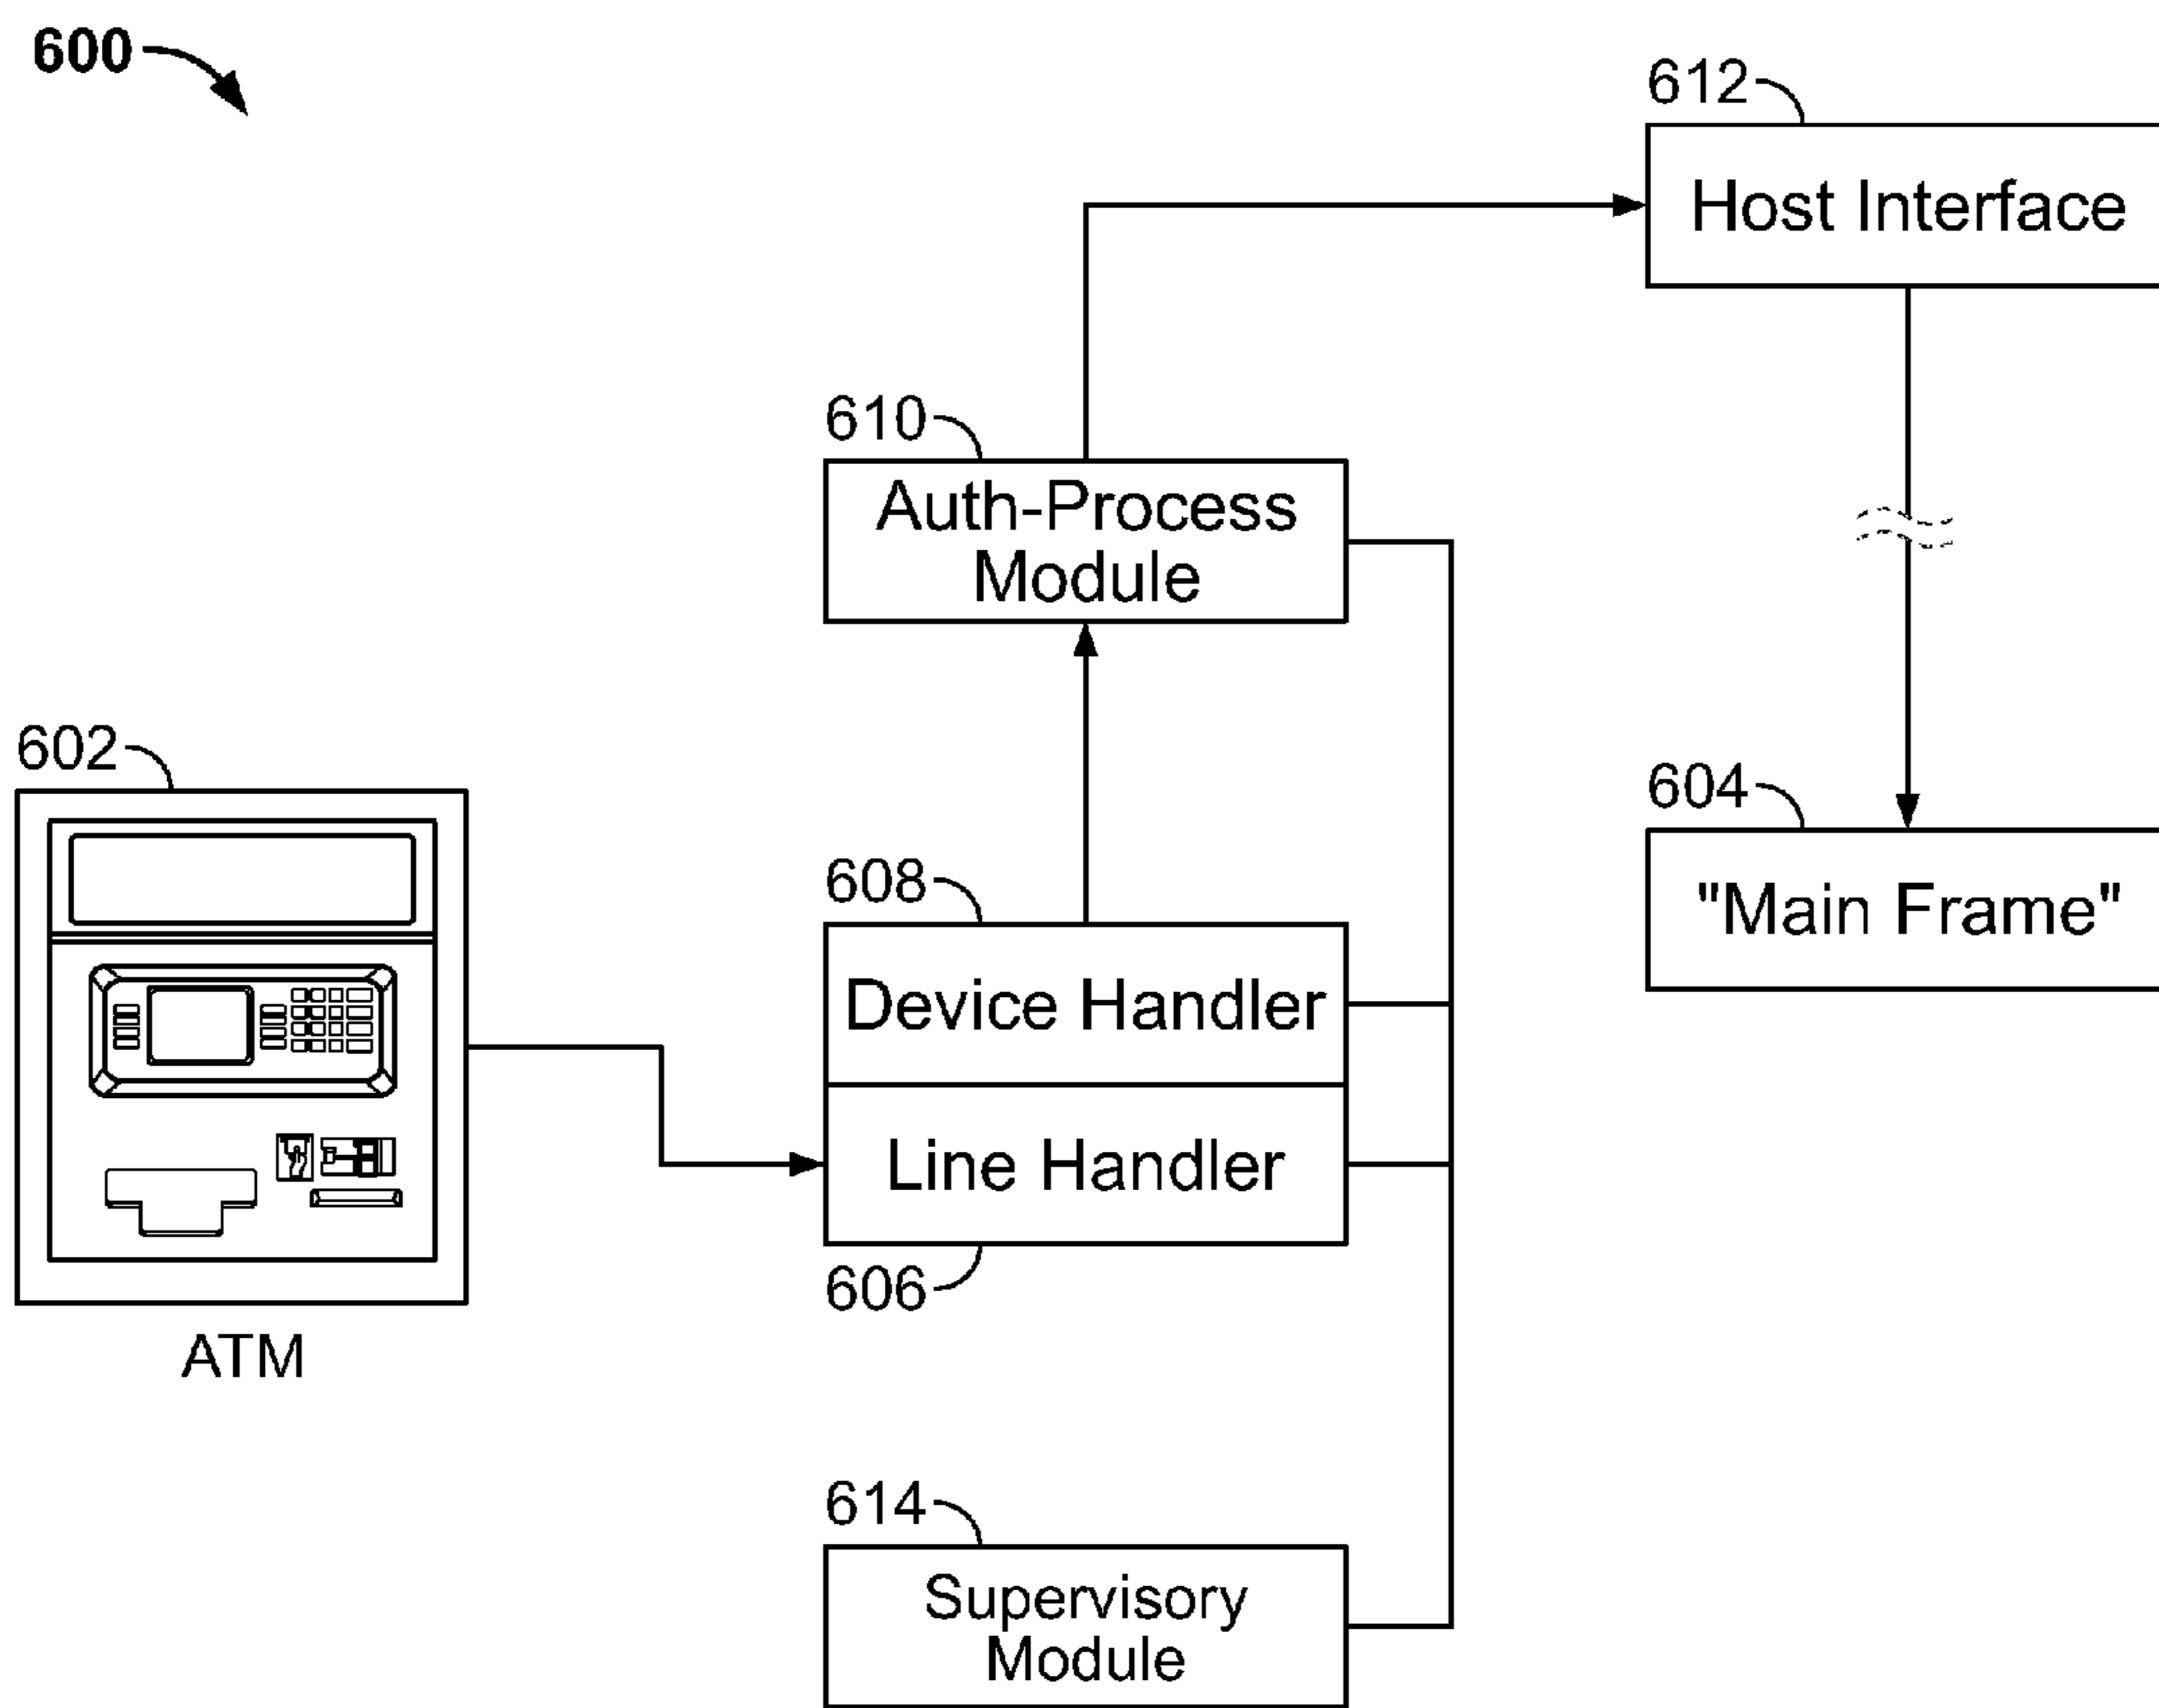 600
612
Host Interface
610
Auth-Process
Module
602
604
"Main Frame"
608
Device Handler
Line Handler
606
ATM
614
Supervisory
Module